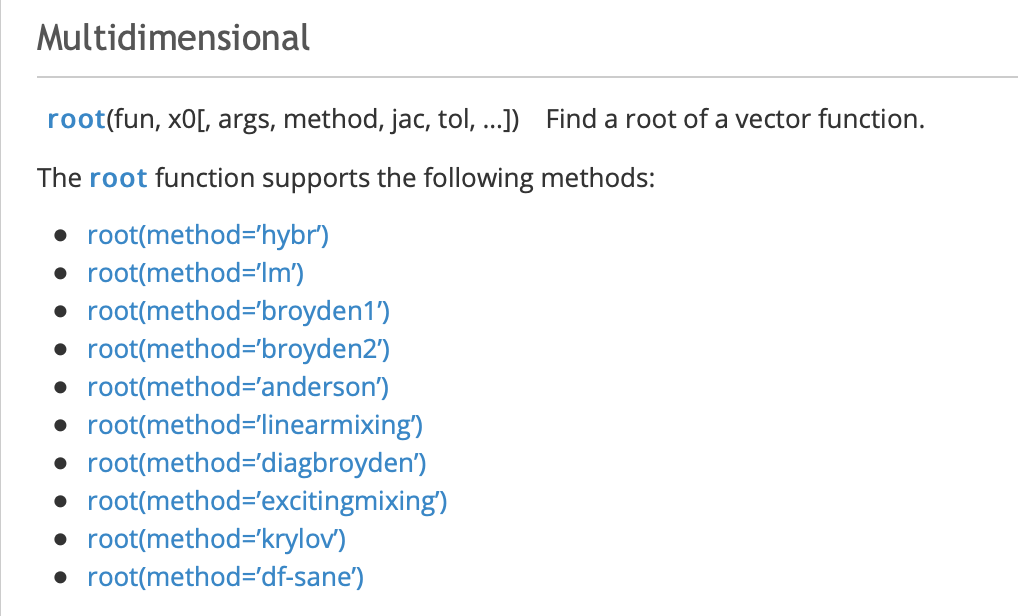 Multidimensional
root(fun, x0[, args, method, jac, tol, ...]) Find a root of a vector function.
The root function supports the following methods:
• root(method=’hybr’)
• root(method=’lm’)
• root(method=’broyden1’)
• root(method=’broyden2’)
• root(method=’anderson’)
• root(method=’linearmixing’)
• root(method=’diagbroyden’)
• root(method=’excitingmixing’)
• root(method=’krylov’)
• root(method=’df-sane’)